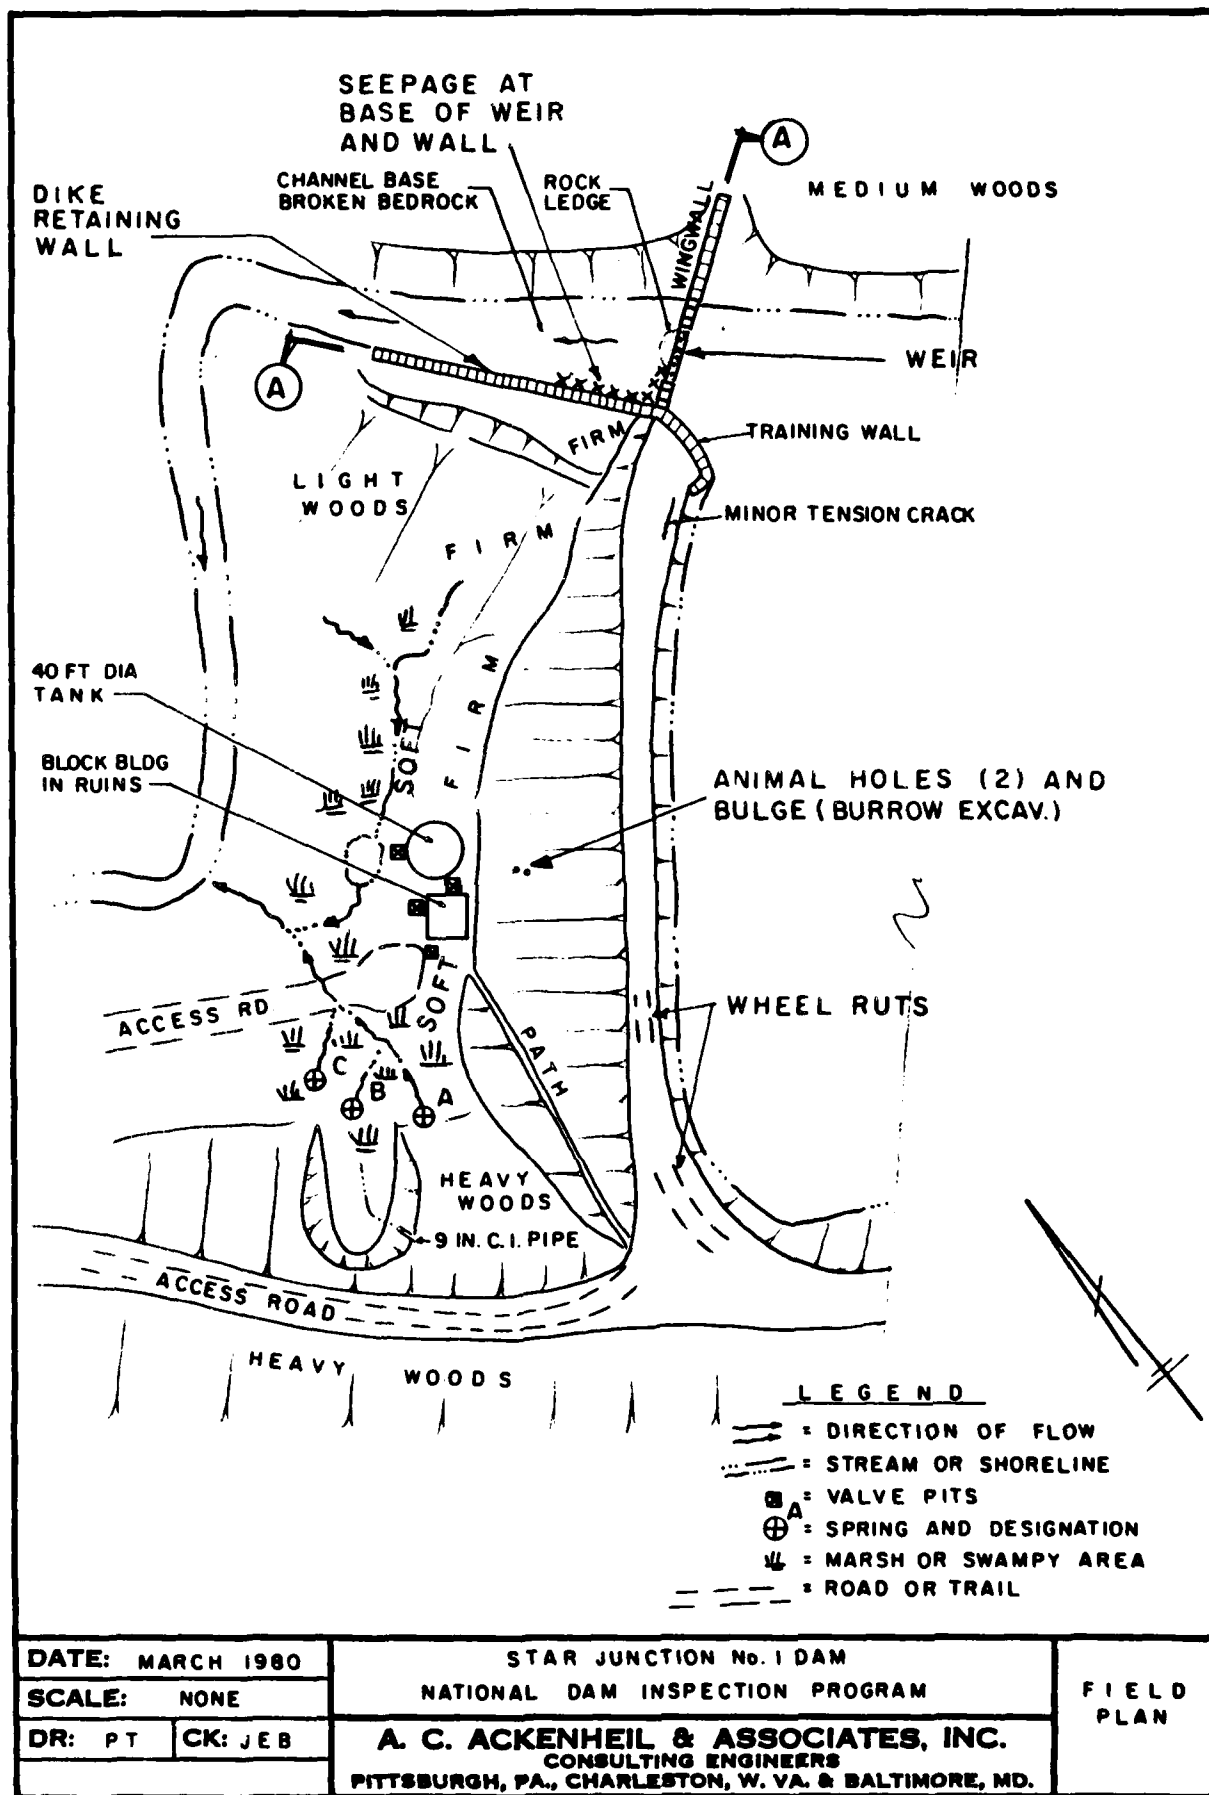 SEEPAGE AT
BASE OF WEIR
AND WALL
A
CHANNEL BASE
BROKEN BEDROCK
ROCK
LEDGE
WINGWALL
MEDIUM WOODS
DIKE
RETAINING
WALL
A
WEIR
FIRM
TRAINING WALL
LIGHT
WOODS
MINOR TENSION CRACK
FIRM
40 FT DIA
TANK
FIRM
SOFT
BLOCK BLDG
IN RUINS
ANIMAL HOLES (2) AND
BULGE (BURROW EXCAV.)
SOFT
ACCESS RD
WHEEL RUTS
PATH
C
B
A
HEAVY
WOODS
9 IN. C.I. PIPE
ACCESS ROAD
HEAVY WOODS
LEGEND
= DIRECTION OF FLOW
= STREAM OR SHORELINE
= VALVE PITS
A
= SPRING AND DESIGNATION
= MARSH OR SWAMPY AREA
= ROAD OR TRAIL
DATE: MARCH 1980
SCALE: NONE
DR: PT CK: JEB
STAR JUNCTION No. 1 DAM
NATIONAL DAM INSPECTION PROGRAM
A. C. ACKENHEIL & ASSOCIATES, INC.
CONSULTING ENGINEERS
PITTSBURGH, PA., CHARLESTON, W. VA. & BALTIMORE, MD.
FIELD
PLAN